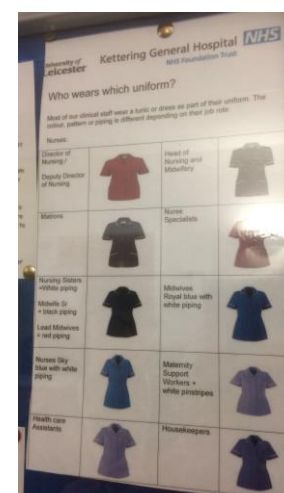 University of
Leicester
Kettering General Hospital NHS
NHS Foundation Trust
Who wears which uniform?
Most of our clinical staff wear a tunic or dress as part of their uniform. The
colour, pattern or piping is different depending on their job role:
Nurses:
Director of
Nursing /
Deputy Director
of Nursing
Head of
Nursing and
Midwifery
Matrons
Nurse
Specialists
Nursing Sisters
=White piping
Midwife Sr
= black piping
Lead Midwives
= red piping
Midwives
Royal blue with
white piping
Nurses Sky
blue with white
piping
Maternity
Support
Workers =
white pinstripes
Health care
Assistants
Housekeepers